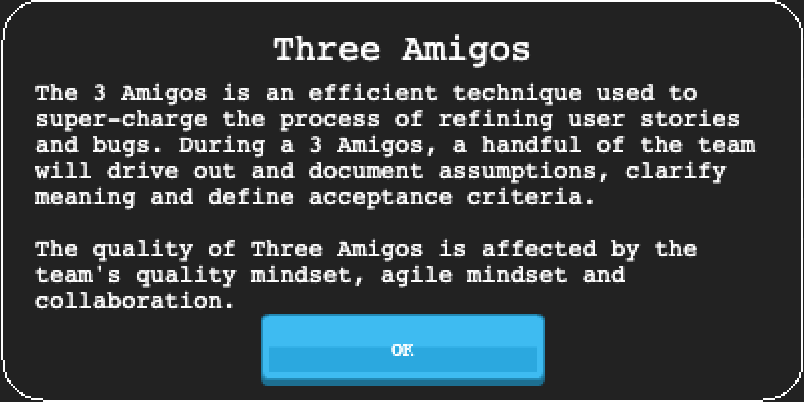 Three Amigos
The 3 Amigos is an efficient technique used to
super-charge the process of refining user stories
and bugs. During a 3 Amigos, a handful of the team
will drive out and document assumptions, clarify
meaning and define acceptance criteria.
The quality of Three Amigos is affected by the
team's quality mindset, agile mindset and
collaboration.
OK